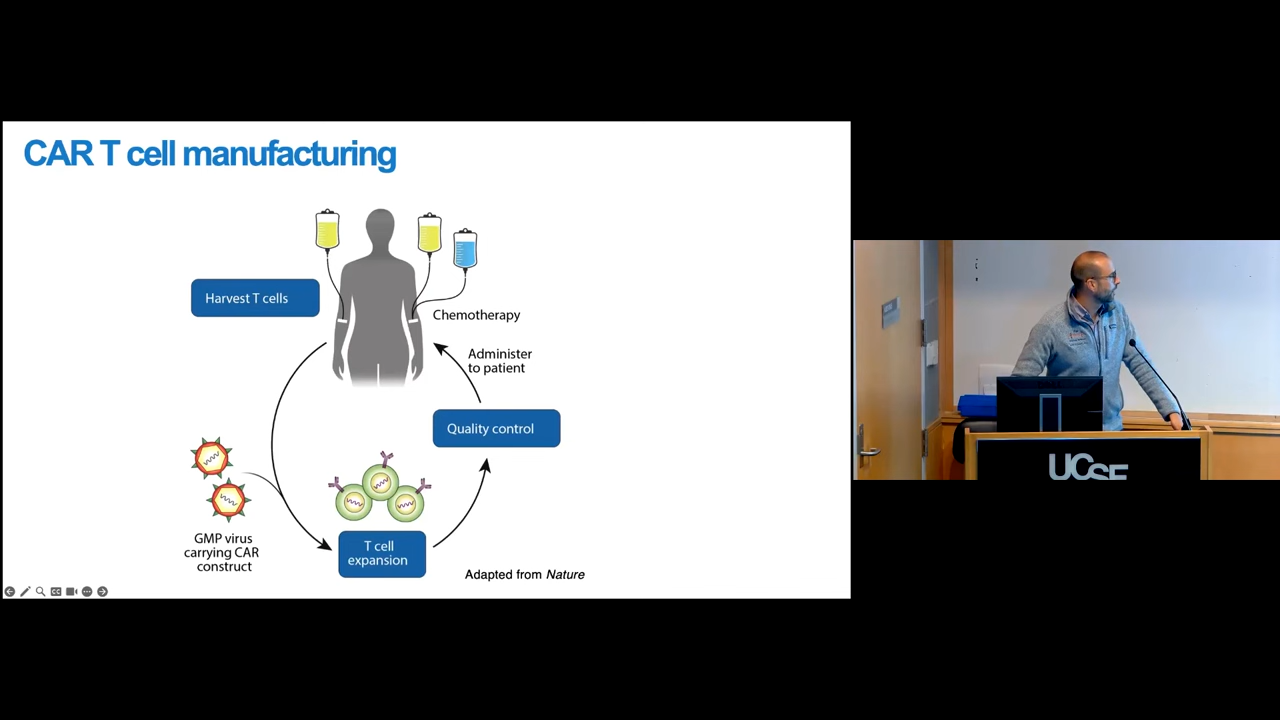 CAR T cell manufacturing
Harvest T cells
Chemotherapy
Administer
to patient
Quality control
GMP virus
carrying CAR
construct
T cell
expansion
Adapted from Nature
UCSF